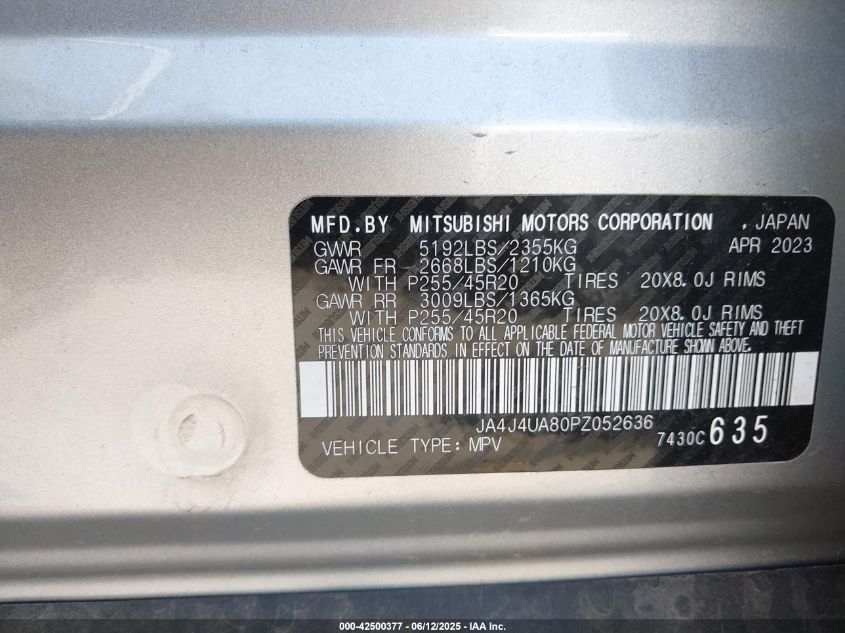 MFD.BY MITSUBISHI MOTORS CORPORATION . JAPAN
GVWR 5192LBS/2355KG APR 2023
GAWR FR 2668LBS/1210KG
WITH P255/45R20 TIRES 20X8.0J RIMS
GAWR RR 3009LBS/1365KG
WITH P255/45R20 TIRES 20X8.0J RIMS
THIS VEHICLE CONFORMS TO ALL APPLICABLE FEDERAL MOTOR VEHICLE SAFETY AND THEFT
PREVENTION STANDARDS IN EFFECT ON THE DATE OF MANUFACTURE SHOWN ABOVE.
JA4J4UA80PZ052636
VEHICLE TYPE: MPV 7430C 635
000-42500377 - 06/12/2025 - IAA Inc.